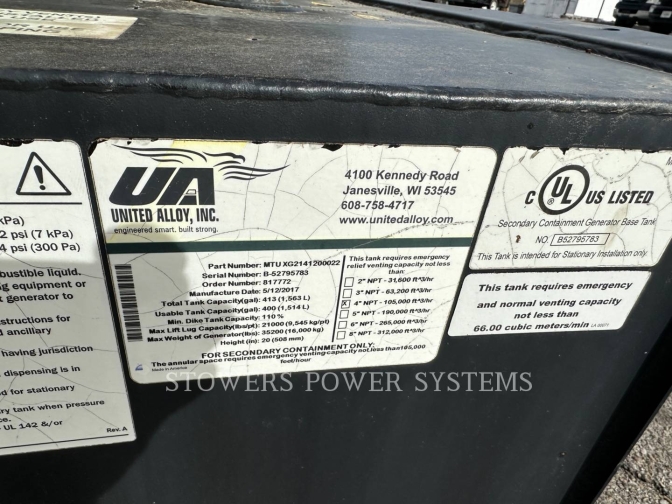 kPa)
2 psi (7 kPa)
4 psi (300 Pa)
bustible liquid.
ng equipment or
generator to
structions for
ancillary
having jurisdiction
dispensing is in
for stationary
ry tank when pressure
ce.
UL 142 &/or
Rev. A
UA
UNITED ALLOY, INC.
engineered smart. built strong.
4100 Kennedy Road
Janesville, WI 53545
608-758-4717
www.unitedalloy.com
Part Number: MTU XG2141200022
Serial Number: B-52795783
Order Number: 817772
Manufacture Date: 5/12/2017
Total Tank Capacity(gal): 413 (1,563 L)
Usable Tank Capacity(gal): 400 (1,514 L)
Min. Dike Tank Capacity: 110 %
Max Lift Lug Capacity(lbs/pt): 21000 (9,545 kg/pt)
Max Weight of Generator(lbs): 35200 (16,000 kg)
Height (in): 20 (508 mm)
This tank requires emergency
relief venting capacity not less
than:
2" NPT - 31,600 ft^3/hr
3" NPT - 63,200 ft^3/hr
X 4" NPT - 105,000 ft^3/hr
5" NPT - 190,000 ft^3/hr
6" NPT - 265,000 ft^3/hr
8" NPT - 312,000 ft^3/hr
FOR SECONDARY CONTAINMENT ONLY:
The annular space requires emergency venting capacity not less than 105,000
feet/hour
Made in America
C UL US LISTED
Secondary Containment Generator Base Tank
NO. B52795783
This Tank is intended for Stationary Installation only.
This tank requires emergency
and normal venting capacity
not less than
66.00 cubic meters/min
STOWERS POWER SYSTEMS